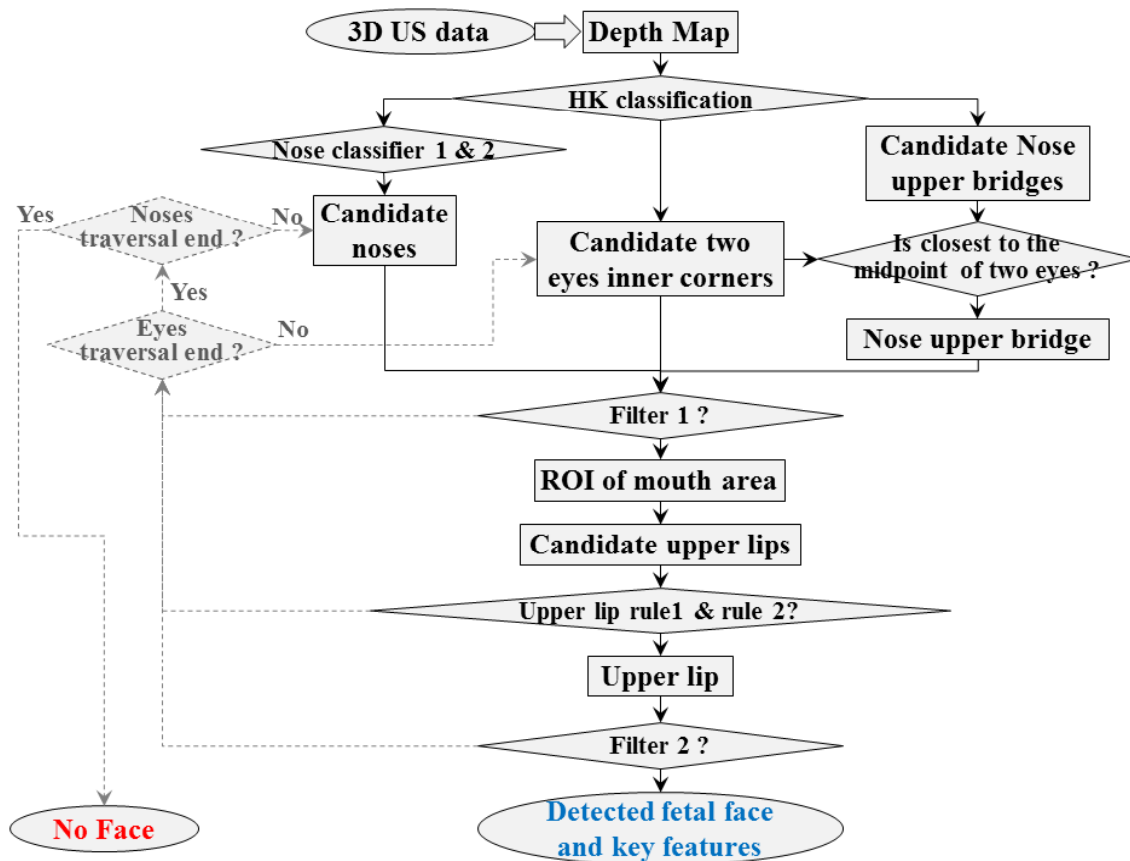 3D US data
Depth Map
HK classification
Nose classifier 1 & 2
Candidate Nose
upper bridges
Yes
Noses
traversal end ?
No
Candidate
noses
Candidate two
eyes inner corners
Is closest to the
midpoint of two eyes ?
Yes
Eyes
traversal end ?
No
Nose upper bridge
Filter 1 ?
ROI of mouth area
Candidate upper lips
Upper lip rule1 & rule 2?
Upper lip
Filter 2 ?
No Face
Detected fetal face
and key features